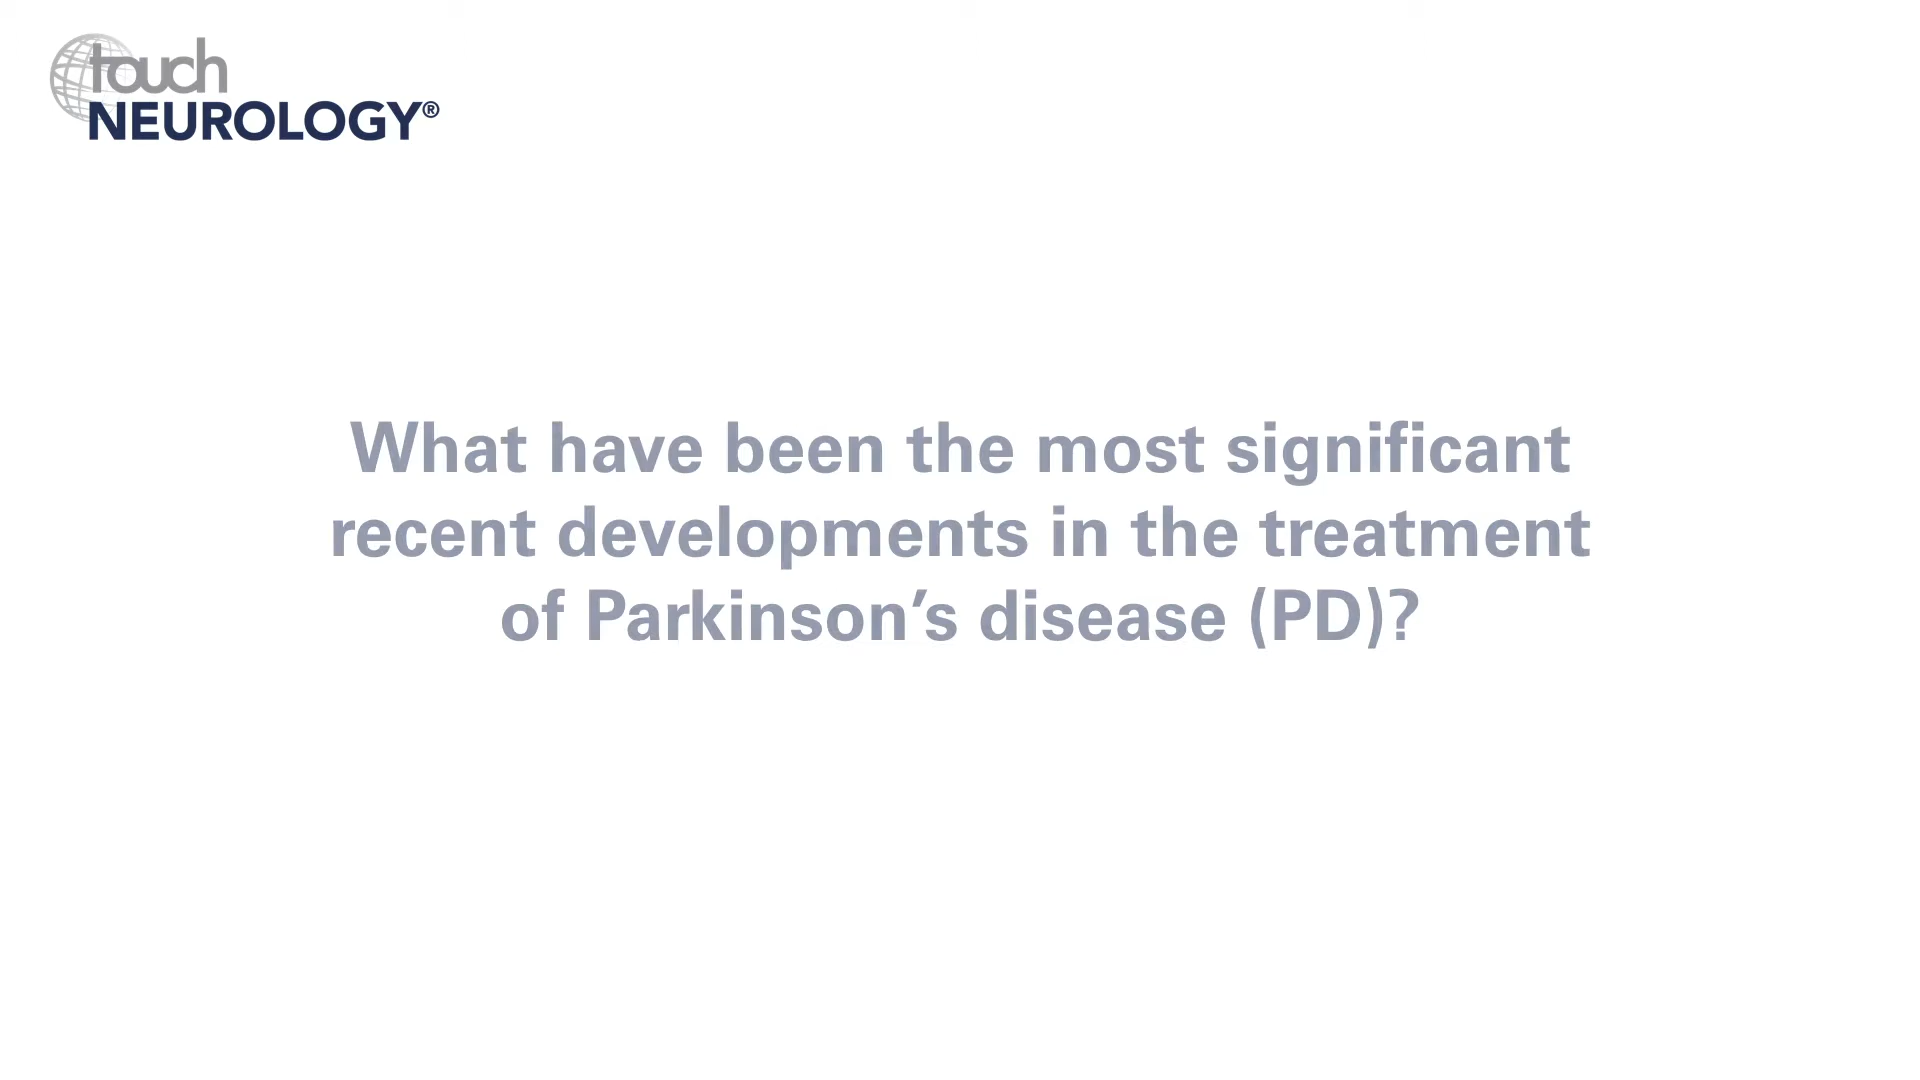 touch
NEUROLOGY®
What have been the most significant
recent developments in the treatment
of Parkinson’s disease (PD)?